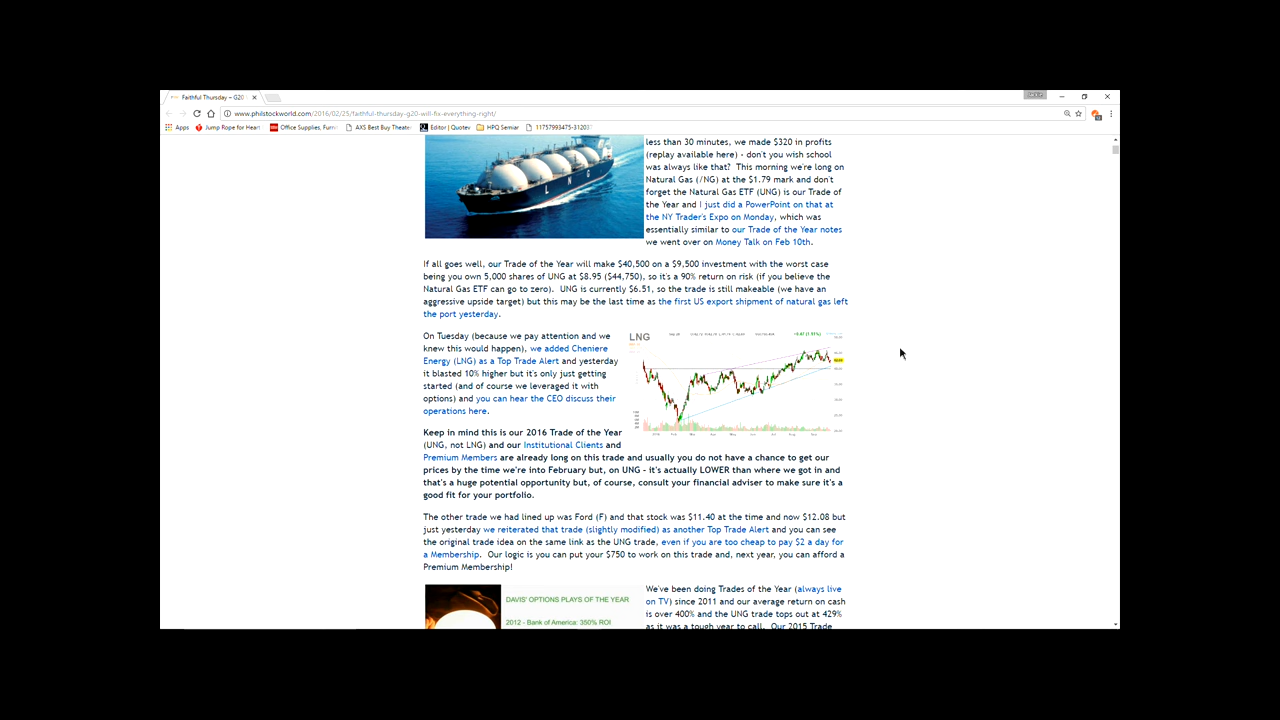 Faithful Thursday – G20
www.philstockworld.com/2016/02/25/faithful-thursday-g20-will-fix-everything-right/
Apps
Jump Rope for Heart
Office Supplies, Furni
AXS Best Buy Theater
Editor | Quotev
HPQ Semiar
11757993475-31203
L N G
less than 30 minutes, we made $320 in profits
(replay available here) - don't you wish school
was always like that? This morning we're long on
Natural Gas (/NG) at the $1.79 mark and don't
forget the Natural Gas ETF (UNG) is our Trade of
the Year and I just did a PowerPoint on that at
the NY Trader's Expo on Monday, which was
essentially similar to our Trade of the Year notes
we went over on Money Talk on Feb 10th.
If all goes well, our Trade of the Year will make $40,500 on a $9,500 investment with the worst case
being you own 5,000 shares of UNG at $8.95 ($44,750), so it's a 90% return on risk (if you believe the
Natural Gas ETF can go to zero). UNG is currently $6.51, so the trade is still makeable (we have an
aggressive upside target) but this may be the last time as the first US export shipment of natural gas left
the port yesterday.
On Tuesday (because we pay attention and we
knew this would happen), we added Cheniere
Energy (LNG) as a Top Trade Alert and yesterday
it blasted 10% higher but it's only just getting
started (and of course we leveraged it with
options) and you can hear the CEO discuss their
operations here.
LNG
Keep in mind this is our 2016 Trade of the Year
(UNG, not LNG) and our Institutional Clients and
Premium Members are already long on this trade and usually you do not have a chance to get our
prices by the time we're into February but, on UNG - it's actually LOWER than where we got in and
that's a huge potential opportunity but, of course, consult your financial adviser to make sure it's a
good fit for your portfolio.
The other trade we had lined up was Ford (F) and that stock was $11.40 at the time and now $12.08 but
just yesterday we reiterated that trade (slightly modified) as another Top Trade Alert and you can see
the original trade idea on the same link as the UNG trade, even if you are too cheap to pay $2 a day for
a Membership. Our logic is you can put your $750 to work on this trade and, next year, you can afford a
Premium Membership!
DAVIS' OPTIONS PLAYS OF THE YEAR
2012 - Bank of America: 350% ROI
We've been doing Trades of the Year (always live
on TV) since 2011 and our average return on cash
is over 400% and the UNG trade tops out at 429%
as it was a tough year to call. Our 2015 Trade